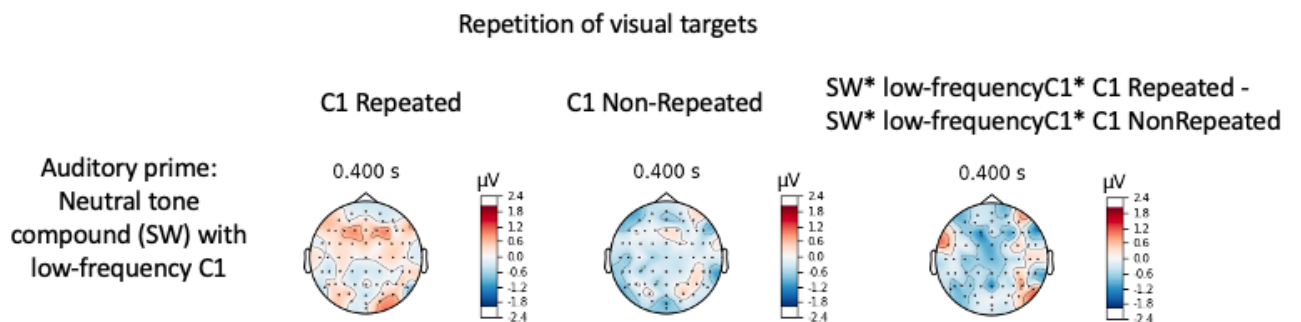 Repetition of visual targets
C1 Repeated
C1 Non-Repeated
SW* low-frequencyC1* C1 Repeated -
SW* low-frequencyC1* C1 NonRepeated
Auditory prime:
Neutral tone
compound (SW) with
low-frequency C1
0.400 s
μV
2.4
1.8
1.2
0.6
0.0
-0.6
-1.2
-1.8
-2.4
0.400 s
μV
2.4
1.8
1.2
0.6
0.0
-0.6
-1.2
-1.8
-2.4
0.400 s
μV
2.4
1.8
1.2
0.6
0.0
-0.6
-1.2
-1.8
-2.4